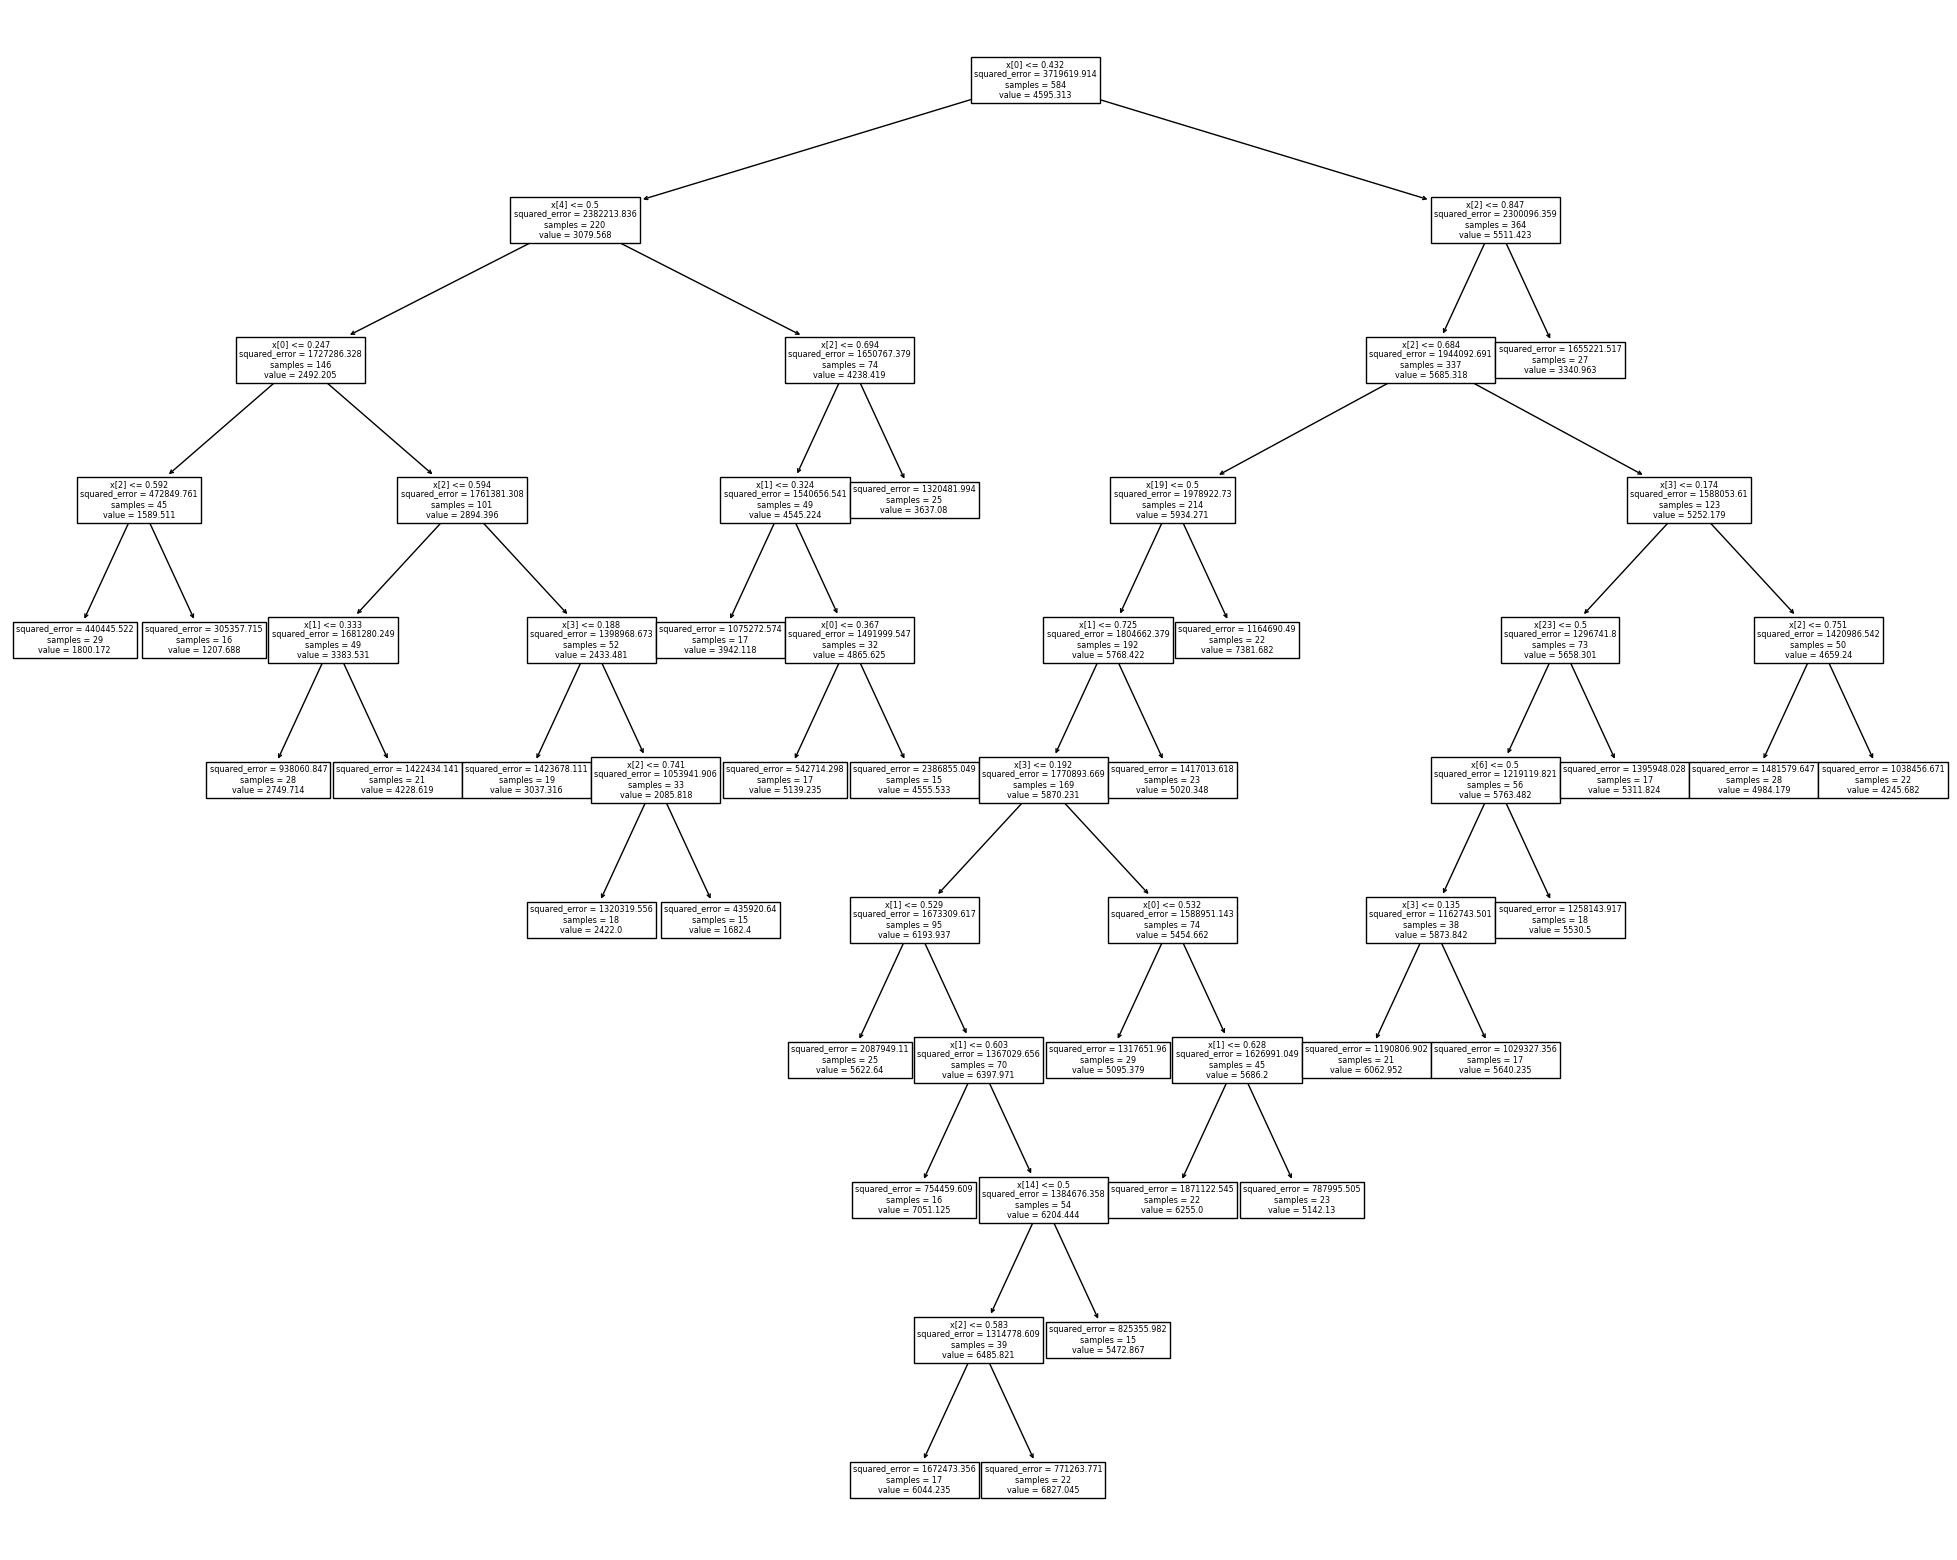 x[0] <= 0.432
squared_error = 3719619.914
samples = 584
value = 4595.313
x[4] <= 0.5
squared_error = 2382213.836
samples = 220
value = 3079.568
x[2] <= 0.847
squared_error = 2300096.359
samples = 364
value = 5511.423
x[0] <= 0.247
squared_error = 1727286.328
samples = 146
value = 2492.205
x[2] <= 0.694
squared_error = 1650767.379
samples = 74
value = 4238.419
x[2] <= 0.684
squared_error = 1944092.691
samples = 337
value = 5685.318
squared_error = 1655221.517
samples = 27
value = 3340.963
x[2] <= 0.592
squared_error = 472849.761
samples = 45
value = 1589.511
x[2] <= 0.594
squared_error = 1761381.308
samples = 101
value = 2894.396
x[1] <= 0.324
squared_error = 1540656.541
samples = 49
value = 4545.224
squared_error = 1320481.994
samples = 25
value = 3637.08
x[19] <= 0.5
squared_error = 1978922.73
samples = 214
value = 5934.271
x[3] <= 0.174
squared_error = 1588053.61
samples = 123
value = 5252.179
squared_error = 440445.522
samples = 29
value = 1800.172
squared_error = 305357.715
samples = 16
value = 1207.688
x[1] <= 0.333
squared_error = 1681280.249
samples = 49
value = 3383.531
x[3] <= 0.188
squared_error = 1398968.673
samples = 52
value = 2433.481
squared_error = 1075272.574
samples = 17
value = 3942.118
x[0] <= 0.367
squared_error = 1491999.547
samples = 32
value = 4865.625
x[1] <= 0.725
squared_error = 1804662.379
samples = 192
value = 5768.422
squared_error = 1164690.49
samples = 22
value = 7381.682
x[23] <= 0.5
squared_error = 1296741.8
samples = 73
value = 5658.301
x[2] <= 0.751
squared_error = 1420986.542
samples = 50
value = 4659.24
squared_error = 938060.847
samples = 28
value = 2749.714
squared_error = 1422434.141
samples = 21
value = 4228.619
squared_error = 1423678.111
samples = 19
value = 3037.316
x[2] <= 0.741
squared_error = 1053941.906
samples = 33
value = 2085.818
squared_error = 542714.298
samples = 17
value = 5139.235
squared_error = 2386855.049
samples = 15
value = 4555.533
x[3] <= 0.192
squared_error = 1770893.669
samples = 169
value = 5870.231
squared_error = 1417013.618
samples = 23
value = 5020.348
x[6] <= 0.5
squared_error = 1219119.821
samples = 56
value = 5763.482
squared_error = 1395948.028
samples = 17
value = 5311.824
squared_error = 1481579.647
samples = 28
value = 4984.179
squared_error = 1038456.671
samples = 22
value = 4245.682
squared_error = 1320319.556
samples = 18
value = 2422.0
squared_error = 435920.64
samples = 15
value = 1682.4
x[1] <= 0.529
squared_error = 1673309.617
samples = 95
value = 6193.937
x[0] <= 0.532
squared_error = 1588951.143
samples = 74
value = 5454.662
x[3] <= 0.135
squared_error = 1162743.501
samples = 38
value = 5873.842
squared_error = 1258143.917
samples = 18
value = 5530.5
squared_error = 2087949.11
samples = 25
value = 5622.64
x[1] <= 0.603
squared_error = 1367029.656
samples = 70
value = 6397.971
squared_error = 1317651.96
samples = 29
value = 5095.379
x[1] <= 0.628
squared_error = 1626991.049
samples = 45
value = 5686.2
squared_error = 1190806.902
samples = 21
value = 6062.952
squared_error = 1029327.356
samples = 17
value = 5640.235
squared_error = 754459.609
samples = 16
value = 7051.125
x[14] <= 0.5
squared_error = 1384676.358
samples = 54
value = 6204.444
squared_error = 1871122.545
samples = 22
value = 6255.0
squared_error = 787995.505
samples = 23
value = 5142.13
x[2] <= 0.583
squared_error = 1314778.609
samples = 39
value = 6485.821
squared_error = 825355.982
samples = 15
value = 5472.867
squared_error = 1672473.356
samples = 17
value = 6044.235
squared_error = 771263.771
samples = 22
value = 6827.045